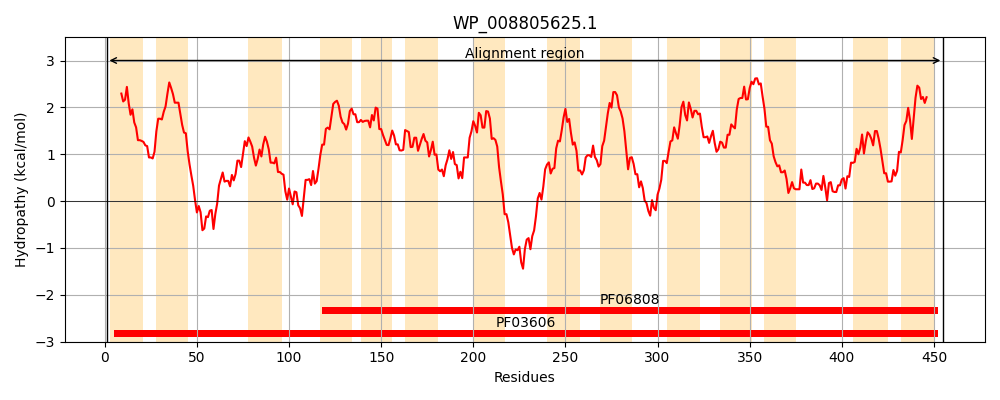 WP_008805625.1
Alignment region
Hydropathy (kcal/mol)
3
2
1
0
−1
−2
−3
PF06808
PF03606
0 50 100 150 200 250 300 350 400 450
Residues